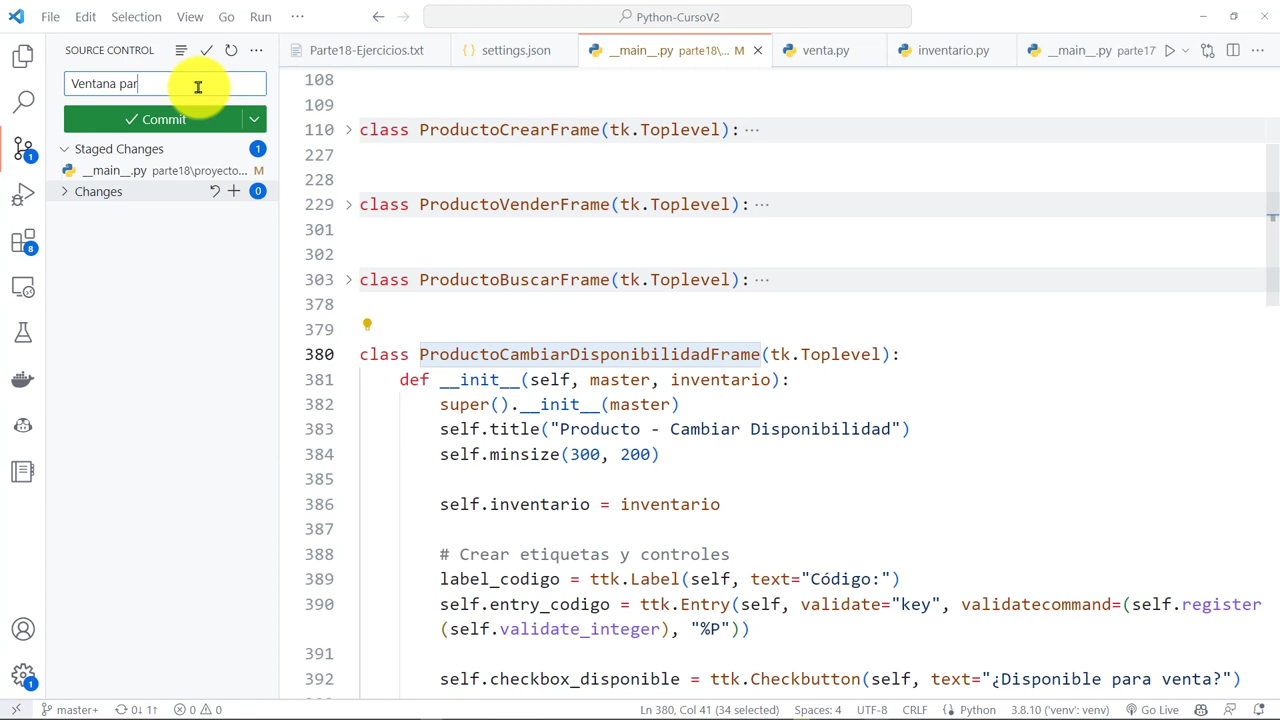 File Edit Selection View Go Run ···
Python-CursoV2
SOURCE CONTROL
Parte18-Ejercicios.txt
settings.json
__main__.py parte18\... M
venta.py
inventario.py
__main__.py parte17
Ventana par
Commit
Staged Changes 1
__main__.py parte18\proyecto... M
Changes 0
1
8
1
108
109
110 class ProductoCrearFrame(tk.Toplevel): ···
227
228
229 class ProductoVenderFrame(tk.Toplevel): ···
301
302
303 class ProductoBuscarFrame(tk.Toplevel): ···
378
379
380 class ProductoCambiarDisponibilidadFrame(tk.Toplevel):
381 def __init__(self, master, inventario):
382 super().__init__(master)
383 self.title("Producto - Cambiar Disponibilidad")
384 self.minsize(300, 200)
385
386 self.inventario = inventario
387
388 # Crear etiquetas y controles
389 label_codigo = ttk.Label(self, text="Código:")
390 self.entry_codigo = ttk.Entry(self, validate="key", validatecommand=(self.register
(self.validate_integer), "%P"))
391
392 self.checkbox_disponible = ttk.Checkbutton(self, text="¿Disponible para venta?")
master+ 0↓ 1↑ 0 0 Ln 380, Col 41 (34 selected) Spaces: 4 UTF-8 CRLF Python 3.8.10 ('venv': venv) Go Live